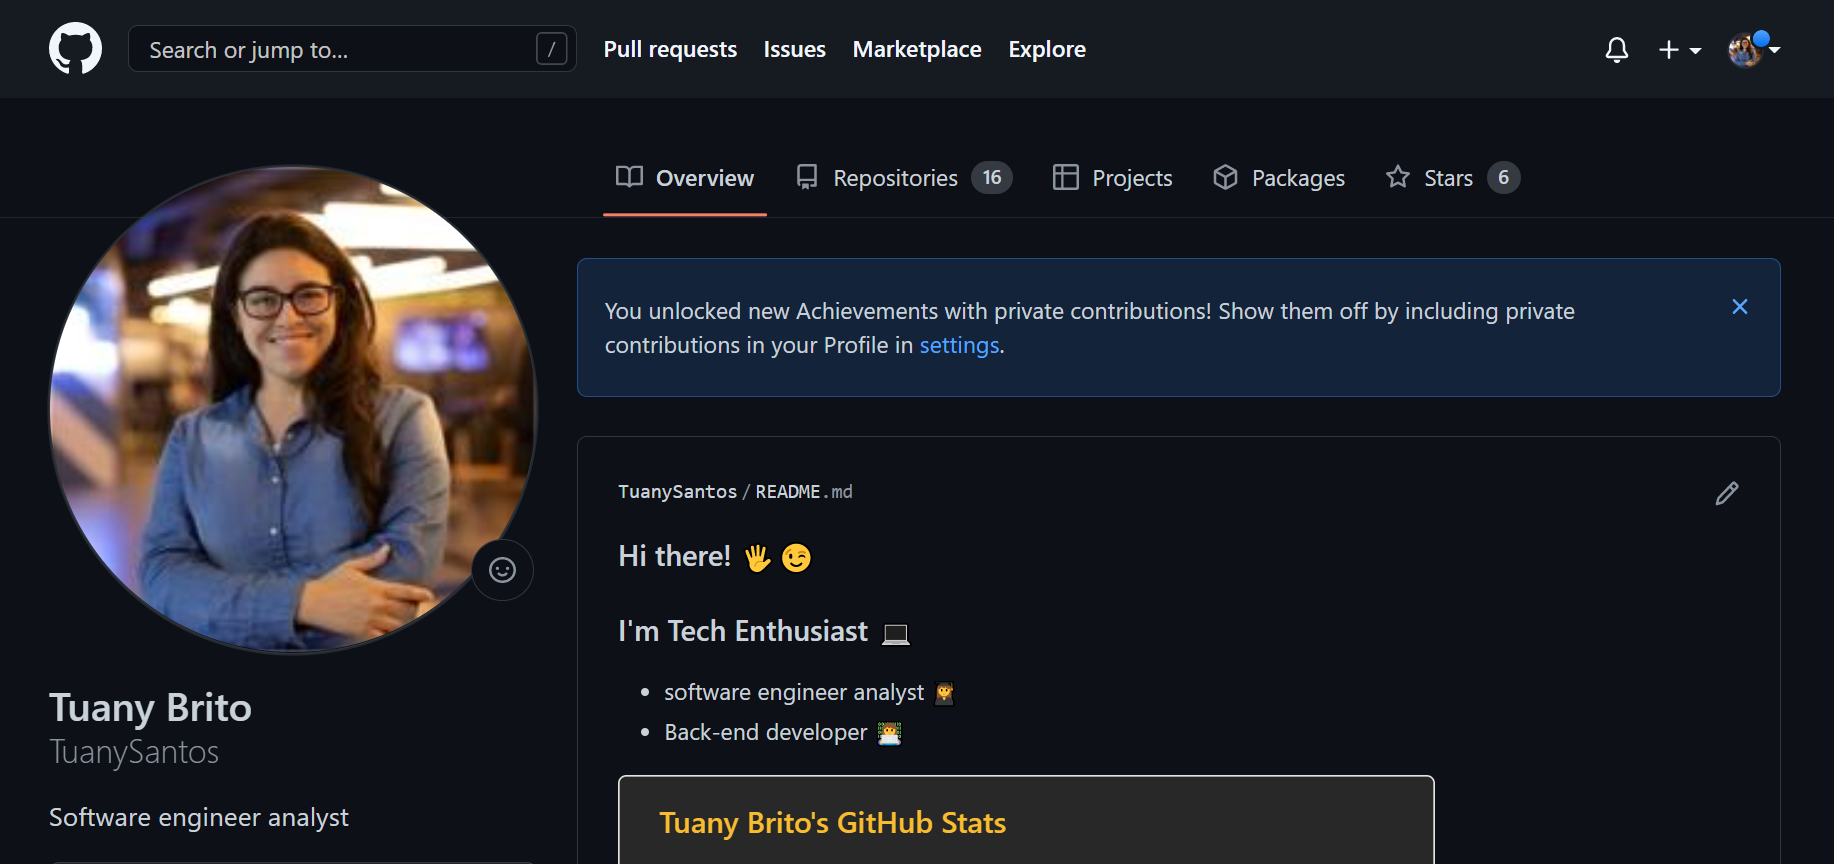 Search or jump to... /
Pull requests Issues Marketplace Explore
Overview Repositories 16 Projects Packages Stars 6
You unlocked new Achievements with private contributions! Show them off by including private
contributions in your Profile in settings.
TuanySantos / README.md
Hi there! 🖐😉
I'm Tech Enthusiast 💻
• software engineer analyst 👩‍🎓
• Back-end developer 👩‍💻
Tuany Brito's GitHub Stats
Tuany Brito
TuanySantos
Software engineer analyst